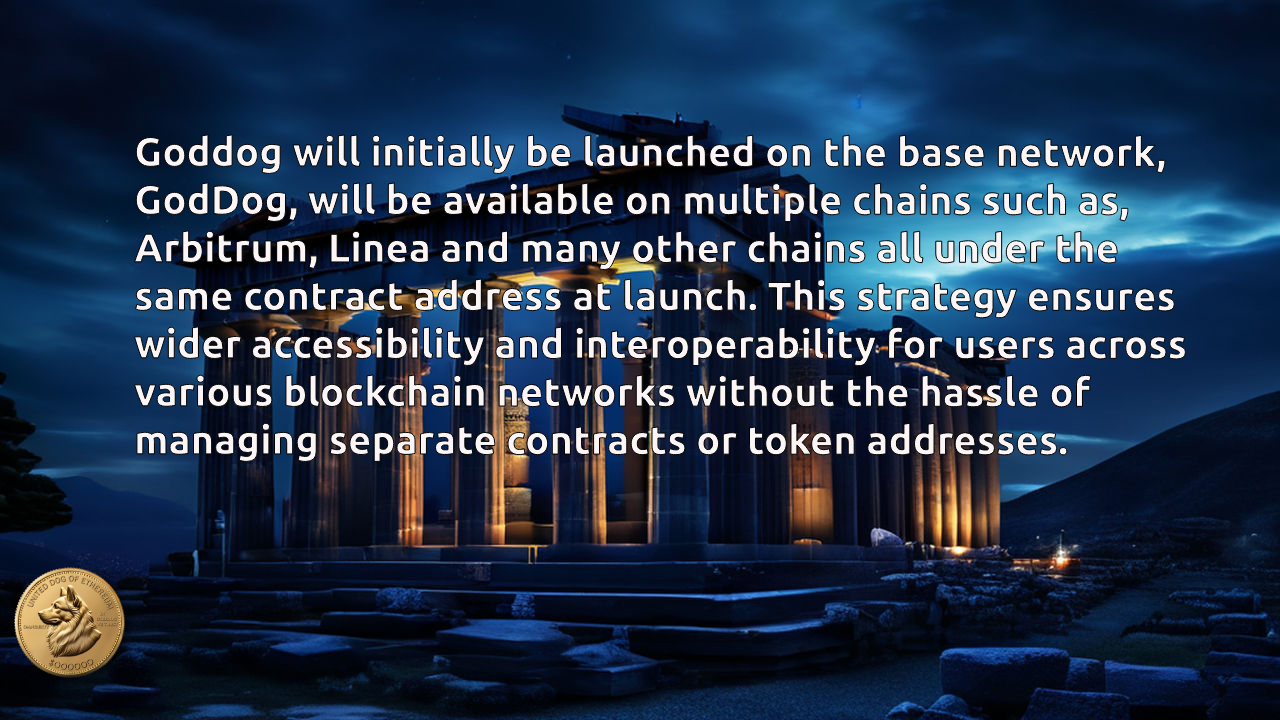 Goddog will initially be launched on the base network,
GodDog, will be available on multiple chains such as,
Arbitrum, Linea and many other chains all under the
same contract address at launch. This strategy ensures
wider accessibility and interoperability for users across
various blockchain networks without the hassle of
managing separate contracts or token addresses.
UNITED DOG OF ETHEREUM